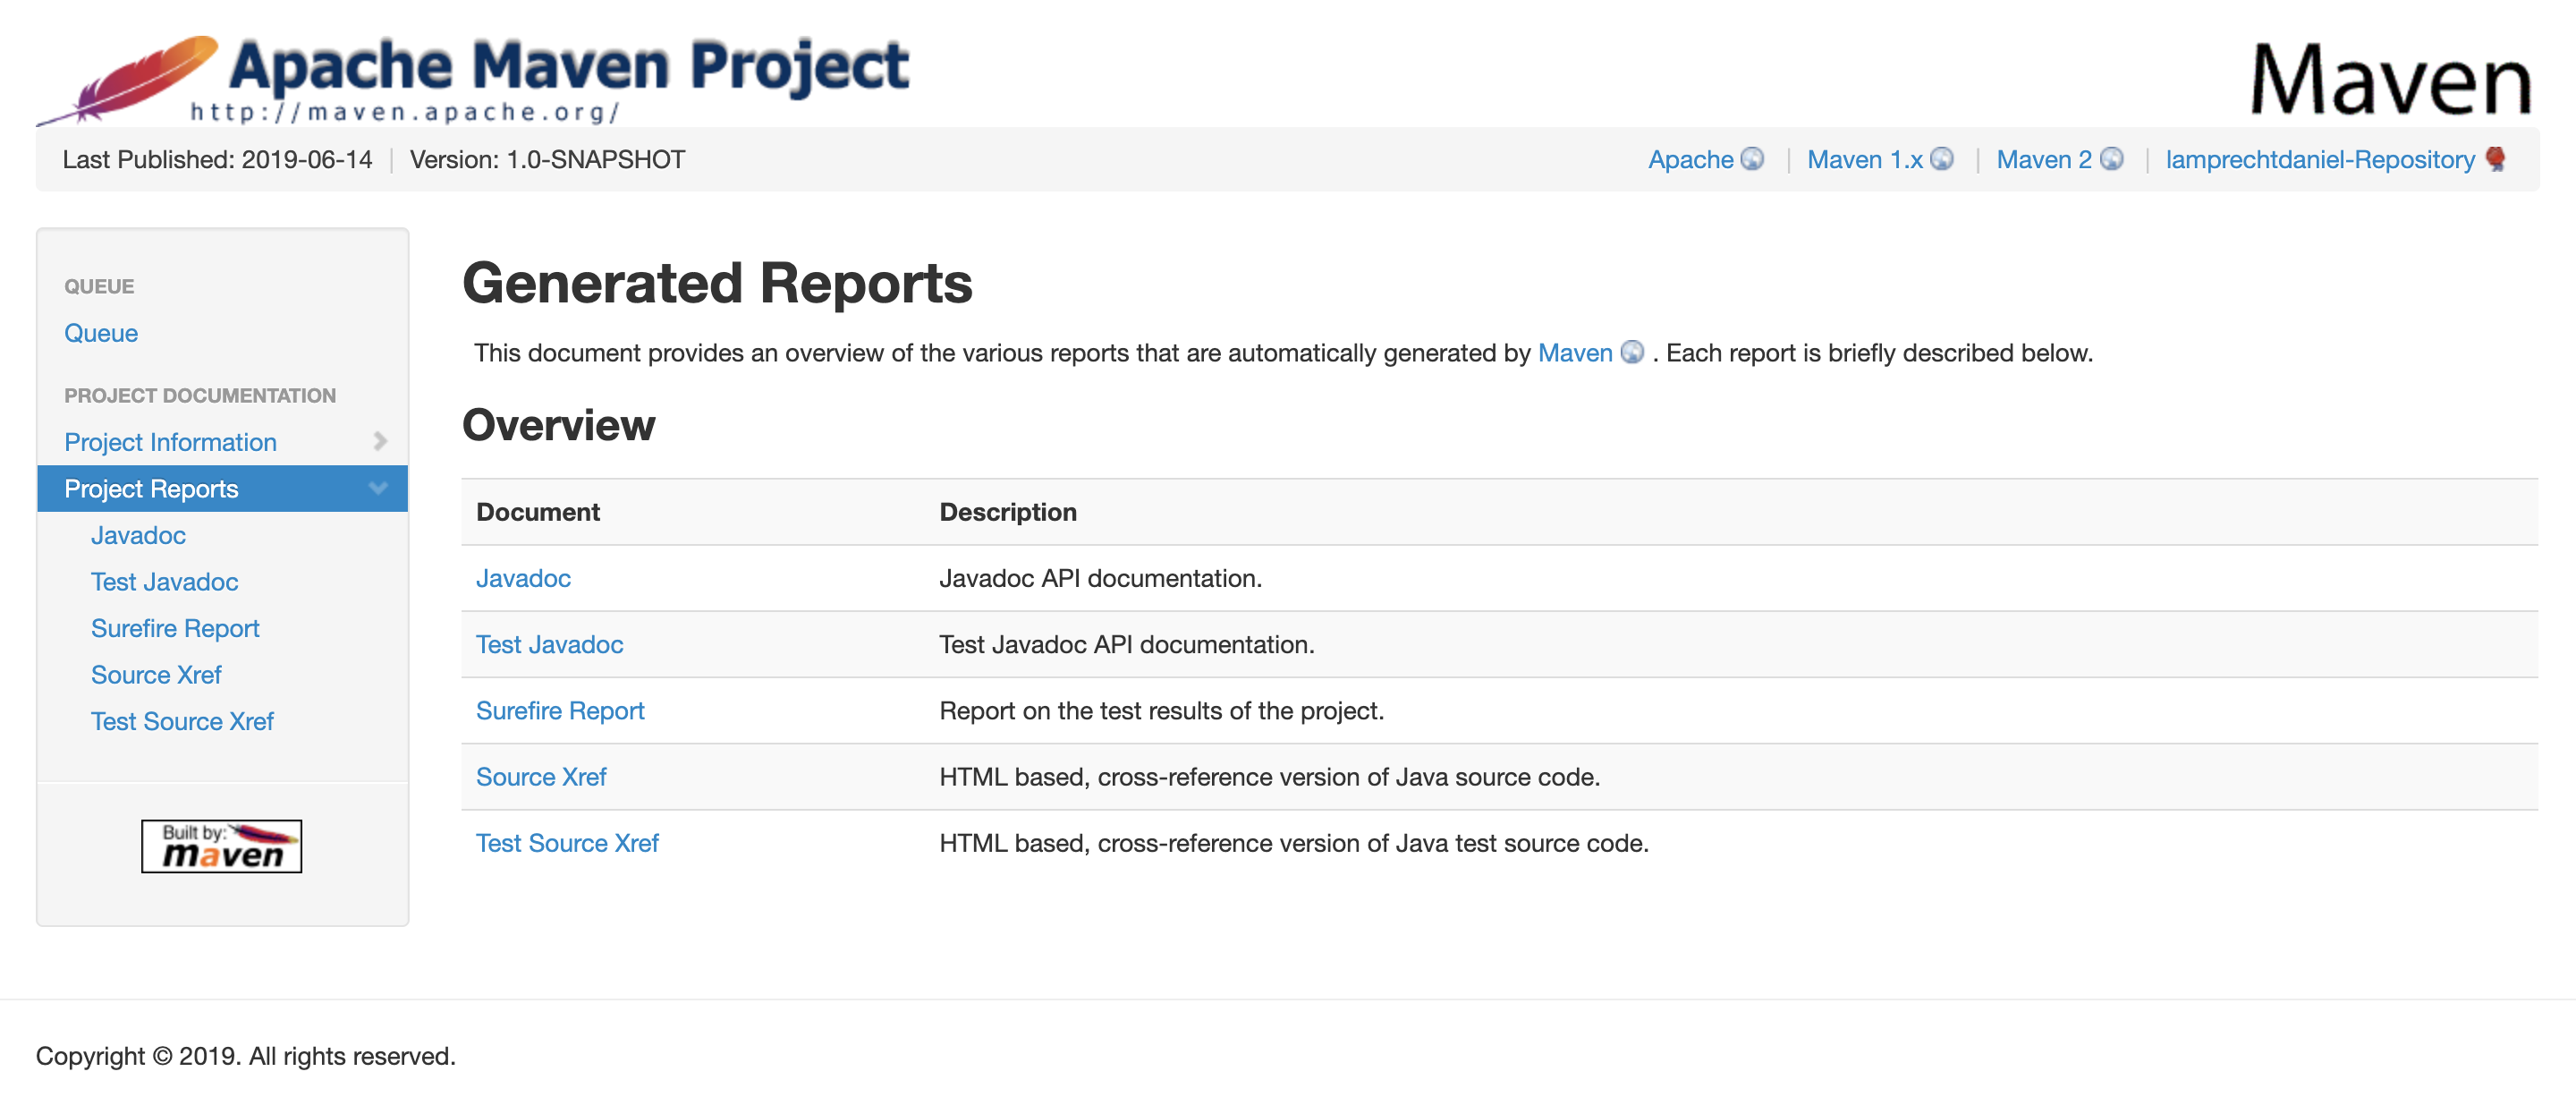 Apache Maven Project
http://maven.apache.org/
Maven
Last Published: 2019-06-14 | Version: 1.0-SNAPSHOT
Apache | Maven 1.x | Maven 2 | lamprechtdaniel-Repository
QUEUE
Queue
PROJECT DOCUMENTATION
Project Information
Project Reports
Javadoc
Test Javadoc
Surefire Report
Source Xref
Test Source Xref
Built by:
maven
Generated Reports
This document provides an overview of the various reports that are automatically generated by Maven . Each report is briefly described below.
Overview
Document Description
Javadoc Javadoc API documentation.
Test Javadoc Test Javadoc API documentation.
Surefire Report Report on the test results of the project.
Source Xref HTML based, cross-reference version of Java source code.
Test Source Xref HTML based, cross-reference version of Java test source code.
Copyright © 2019. All rights reserved.